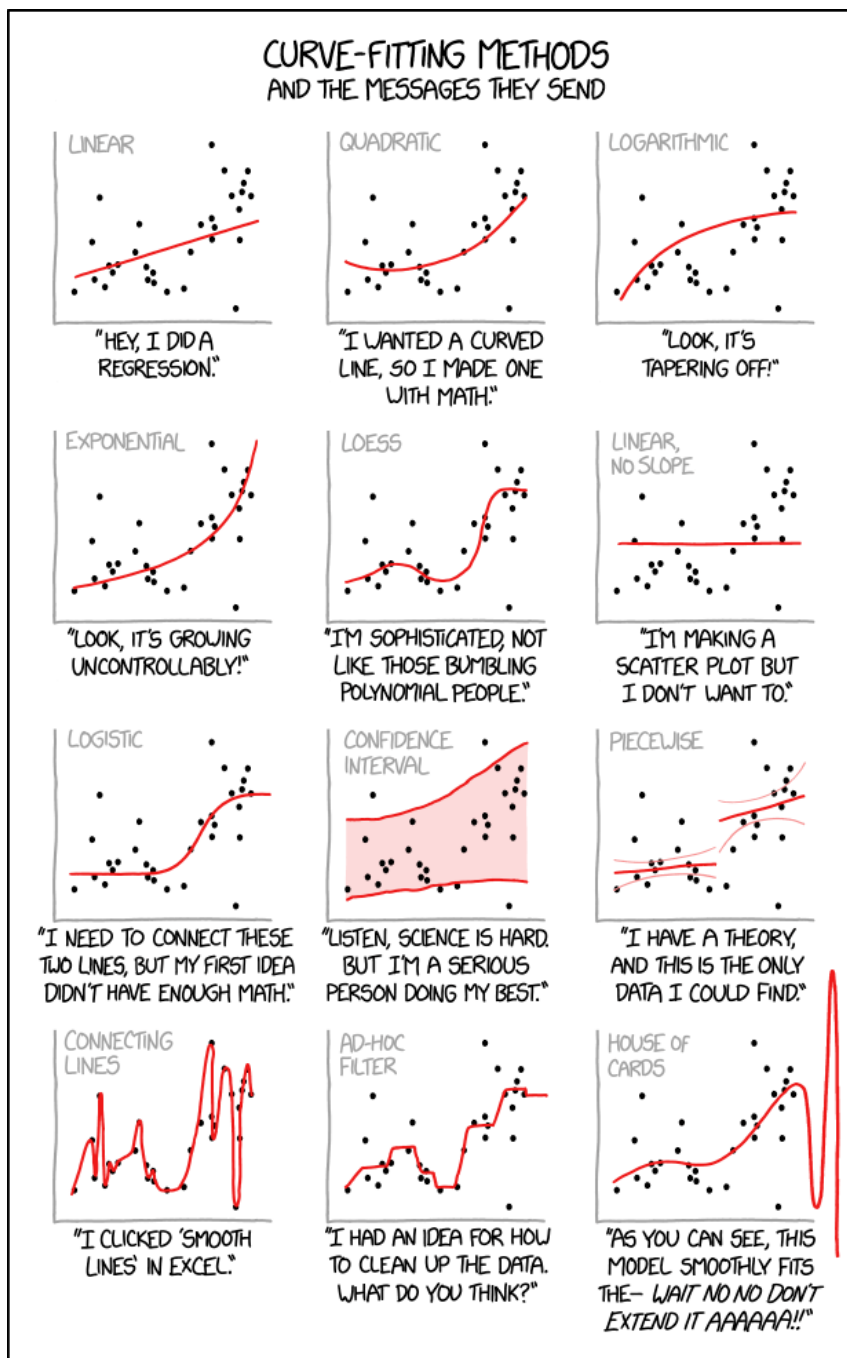 CURVE-FITTING METHODS
AND THE MESSAGES THEY SEND
LINEAR
"HEY, I DID A
REGRESSION."
QUADRATIC
"I WANTED A CURVED
LINE, SO I MADE ONE
WITH MATH."
LOGARITHMIC
"LOOK, IT'S
TAPERING OFF!"
EXPONENTIAL
"LOOK, IT'S GROWING
UNCONTROLLABLY!"
LOESS
"I'M SOPHISTICATED, NOT
LIKE THOSE BUMBLING
POLYNOMIAL PEOPLE."
LINEAR,
NO SLOPE
"I'M MAKING A
SCATTER PLOT BUT
I DON'T WANT TO."
LOGISTIC
"I NEED TO CONNECT THESE
TWO LINES, BUT MY FIRST IDEA
DIDN'T HAVE ENOUGH MATH."
CONFIDENCE
INTERVAL
"LISTEN, SCIENCE IS HARD.
BUT I'M A SERIOUS
PERSON DOING MY BEST."
PIECEWISE
"I HAVE A THEORY,
AND THIS IS THE ONLY
DATA I COULD FIND."
CONNECTING
LINES
"I CLICKED 'SMOOTH
LINES' IN EXCEL."
AD-HOC
FILTER
"I HAD AN IDEA FOR HOW
TO CLEAN UP THE DATA.
WHAT DO YOU THINK?"
HOUSE OF
CARDS
"AS YOU CAN SEE, THIS
MODEL SMOOTHLY FITS
THE- WAIT NO NO DON'T
EXTEND IT AAAAAA!!"